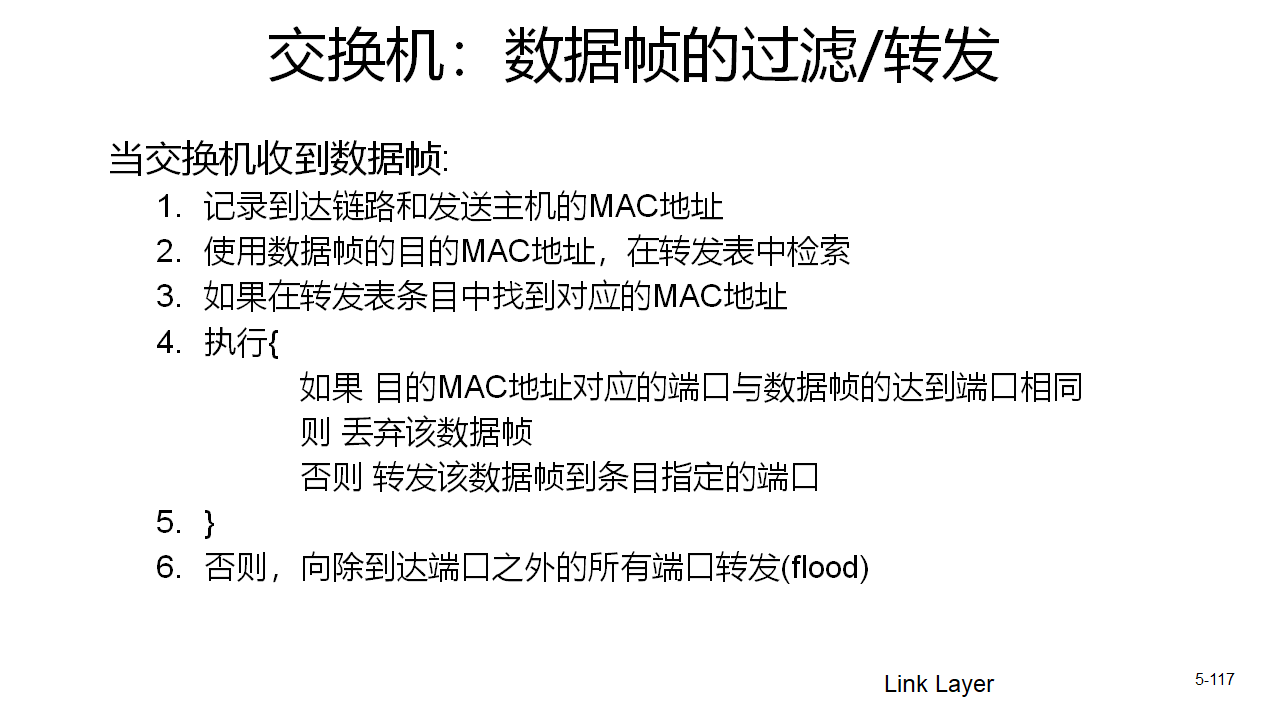 交换机：数据帧的过滤/转发
当交换机收到数据帧:
1. 记录到达链路和发送主机的MAC地址
2. 使用数据帧的目的MAC地址，在转发表中检索
3. 如果在转发表条目中找到对应的MAC地址
4. 执行{
如果 目的MAC地址对应的端口与数据帧的达到端口相同
则 丢弃该数据帧
否则 转发该数据帧到条目指定的端口
5. }
6. 否则，向除到达端口之外的所有端口转发(flood)
Link Layer
5-117